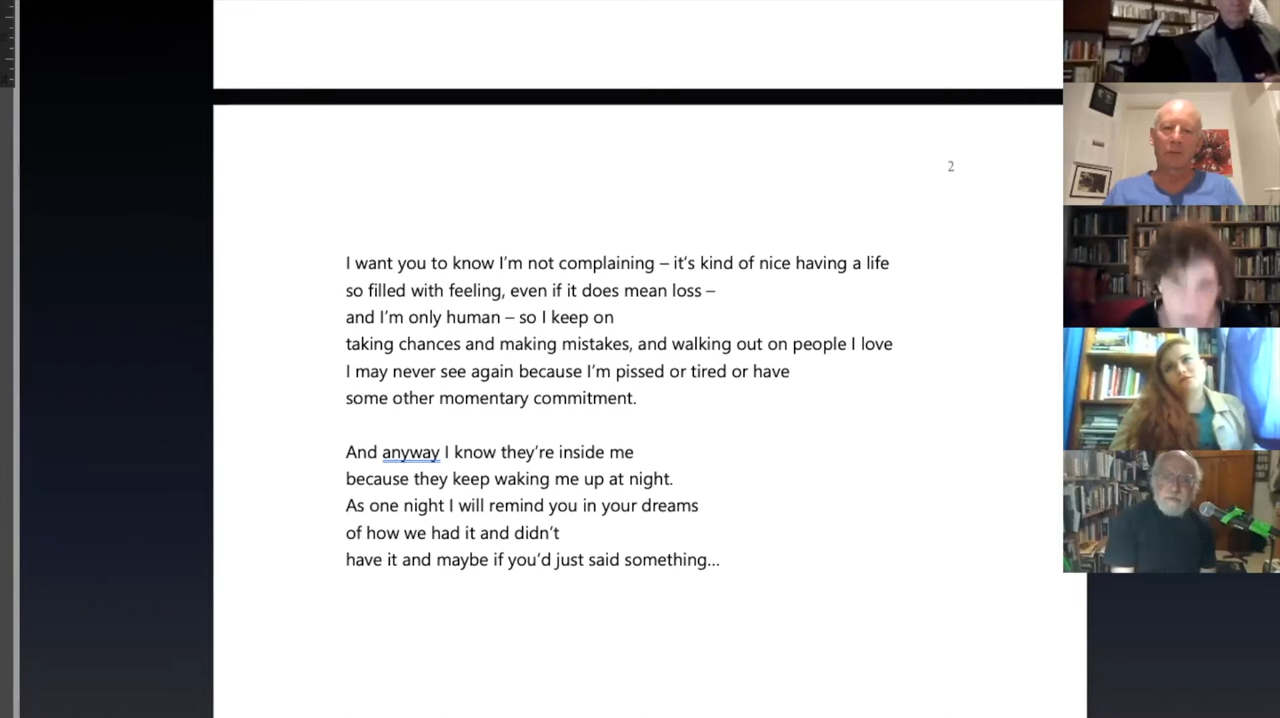 2
I want you to know I'm not complaining – it's kind of nice having a life
so filled with feeling, even if it does mean loss –
and I'm only human – so I keep on
taking chances and making mistakes, and walking out on people I love
I may never see again because I'm pissed or tired or have
some other momentary commitment.
And anyway I know they're inside me
because they keep waking me up at night.
As one night I will remind you in your dreams
of how we had it and didn't
have it and maybe if you'd just said something…